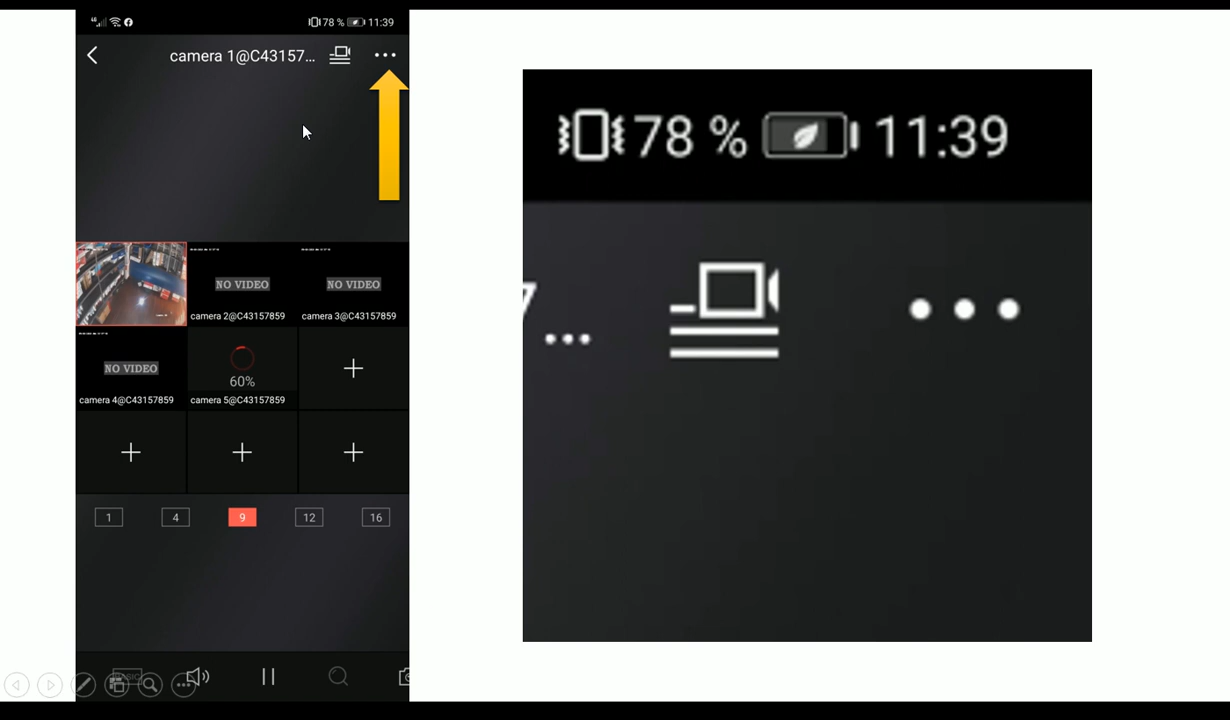 78 % 11:39
camera 1@C43157...
NO VIDEO
NO VIDEO
camera 2@C43157859
camera 3@C43157859
NO VIDEO
60%
camera 4@C43157859
camera 5@C43157859
1 4 9 12 16
78 % 11:39
7...